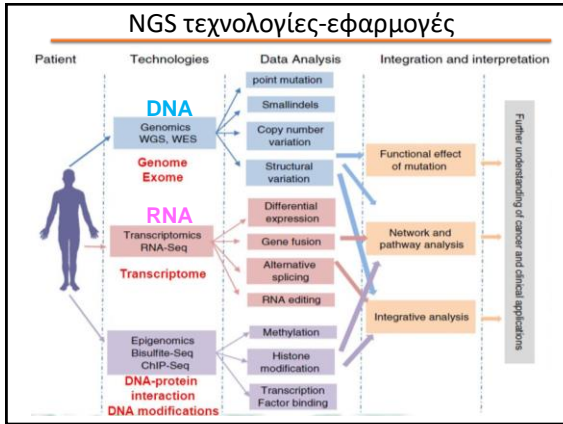 NGS τεχνολογίες-εφαρμογές
Patient
Technologies
Data Analysis
Integration and interpretation
DNA
Genomics
WGS, WES
Genome
Exome
RNA
Transcriptomics
RNA-Seq
Transcriptome
Epigenomics
Bisulfite-Seq
ChIP-Seq
DNA-protein
interaction
DNA modifications
point mutation
Smallindels
Copy number
variation
Structural
variation
Differential
expression
Gene fusion
Alternative
splicing
RNA editing
Methylation
Histone
modification
Transcription
Factor binding
Functional effect
of mutation
Network and
pathway analysis
Integrative analysis
Further understanding of cancer and clinical applications